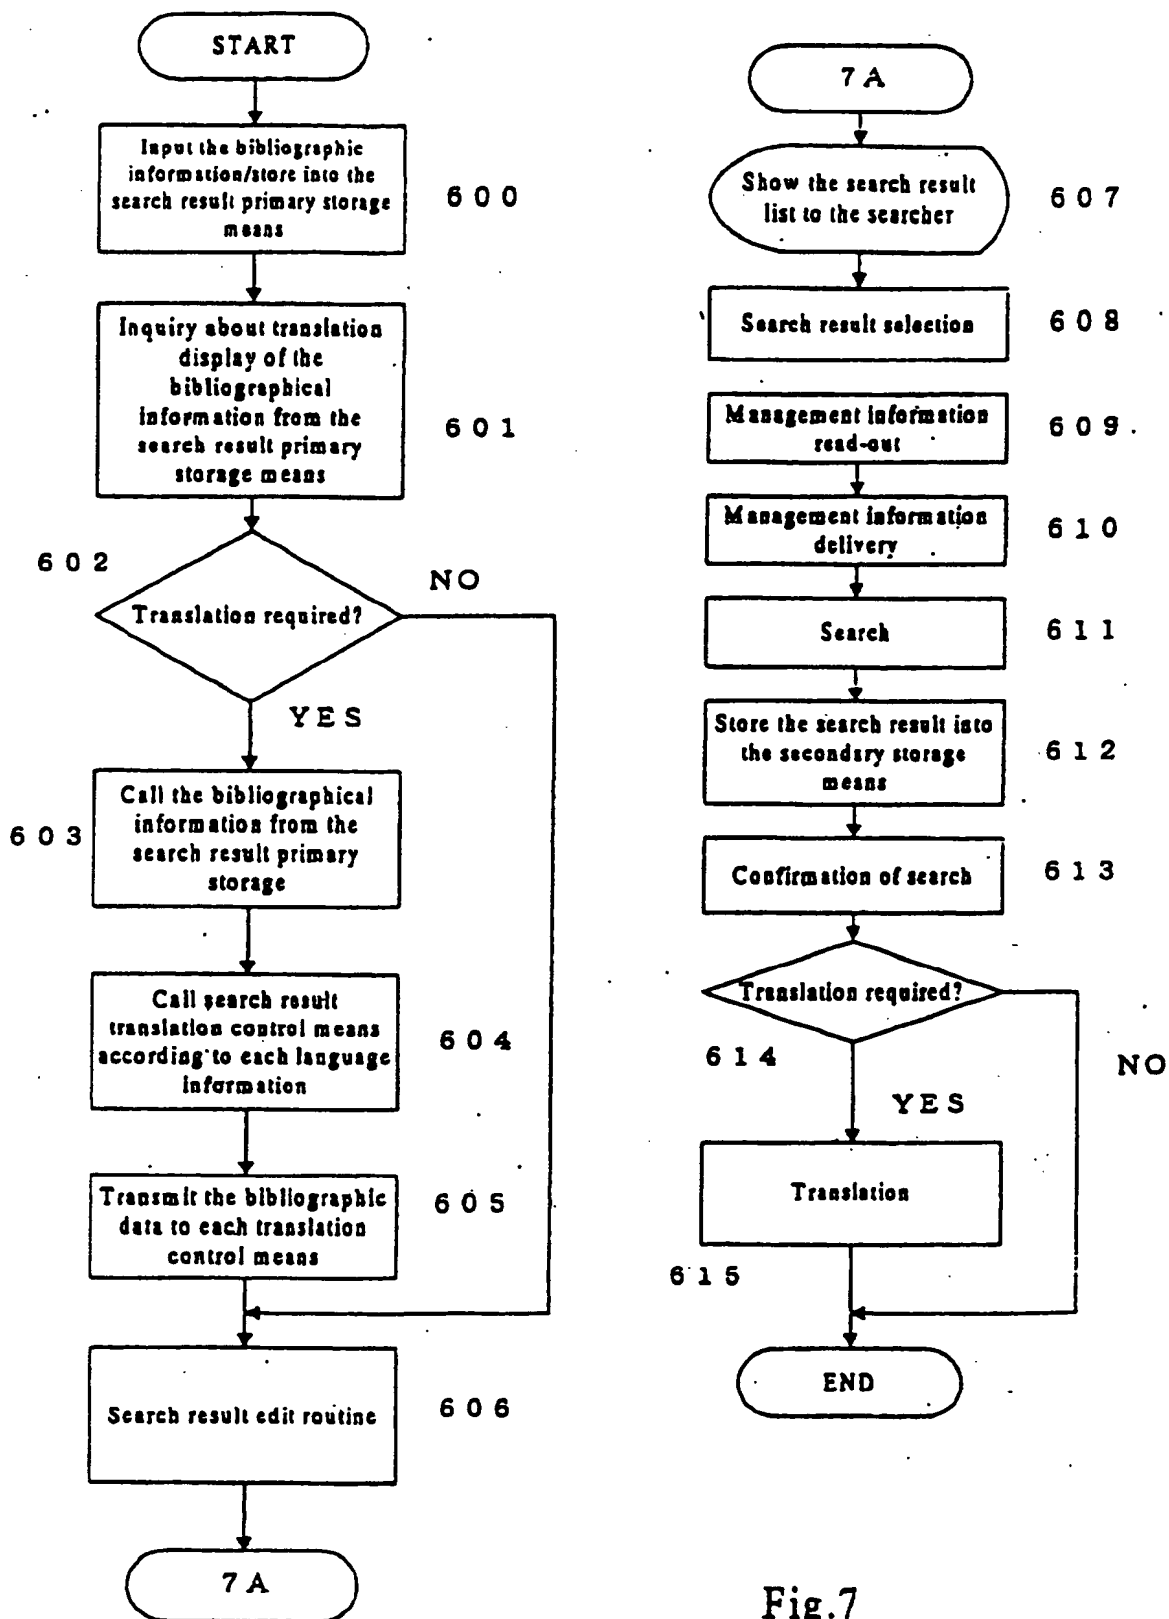 START
Input the bibliographic
information/store into the
search result primary storage
means
600
Inquiry about translation
display of the
bibliographical
information from the
search result primary
storage means
601
602
Translation required?
NO
YES
Call the bibliographical
information from the
search result primary
storage
603
Call search result
translation control means
according to each language
information
604
Transmit the bibliographic
data to each translation
control means
605
Search result edit routine
606
7A
7A
Show the search result
list to the searcher
607
Search result selection
608
Management information
read-out
609
Management information
delivery
610
Search
611
Store the search result into
the secondary storage
means
612
Confirmation of search
613
Translation required?
614
NO
YES
Translation
615
END
Fig.7